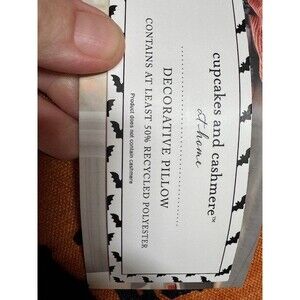 cupcakes and cashmere™
at home
DECORATIVE PILLOW
CONTAINS AT LEAST 50% RECYCLED POLYESTER
Product does not contain cashmere